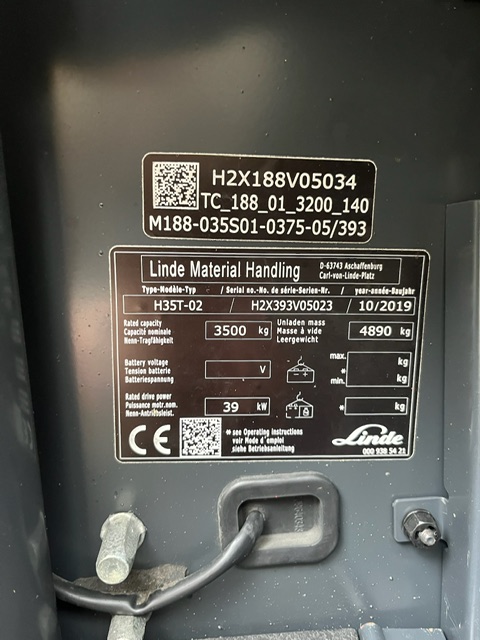 H2X188V05034
TC_188_01_3200_140
M188-035S01-0375-05/393
Linde Material Handling
D-63743 Aschaffenburg
Carl-von-Linde-Platz
Type-Modèle-Typ / Serial no.-No. de série-Serien-Nr. / year-année-Baujahr
H35T-02 / H2X393V05023 / 10/2019
Rated capacity
Capacité nominale
Nenn-Tragfähigkeit
3500 kg
Unladen mass
Masse à vide
Leergewicht
4890 kg
Battery voltage
Tension batterie
Batteriespannung
V
max. kg
*
min. kg
Rated drive power
Puissance motr.nom.
Nenn-Antriebsleist.
39 kW
* kg
CE
* see Operating instructions
voir Mode d'emploi
siehe Betriebsanleitung
Linde
000 938 54 21